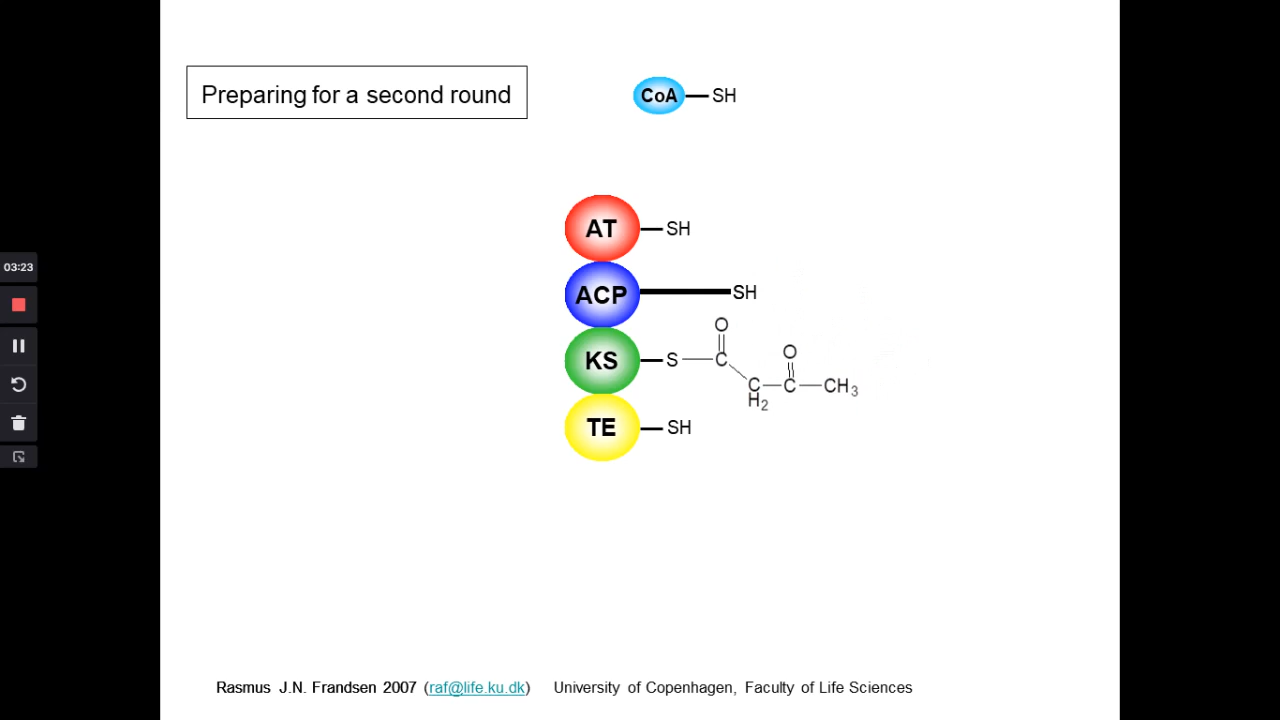 Preparing for a second round
CoA SH
AT SH
ACP SH
O
KS S C
O
C C CH3
H2
TE SH
03:23
Rasmus J.N. Frandsen 2007 (raf@life.ku.dk) University of Copenhagen, Faculty of Life Sciences